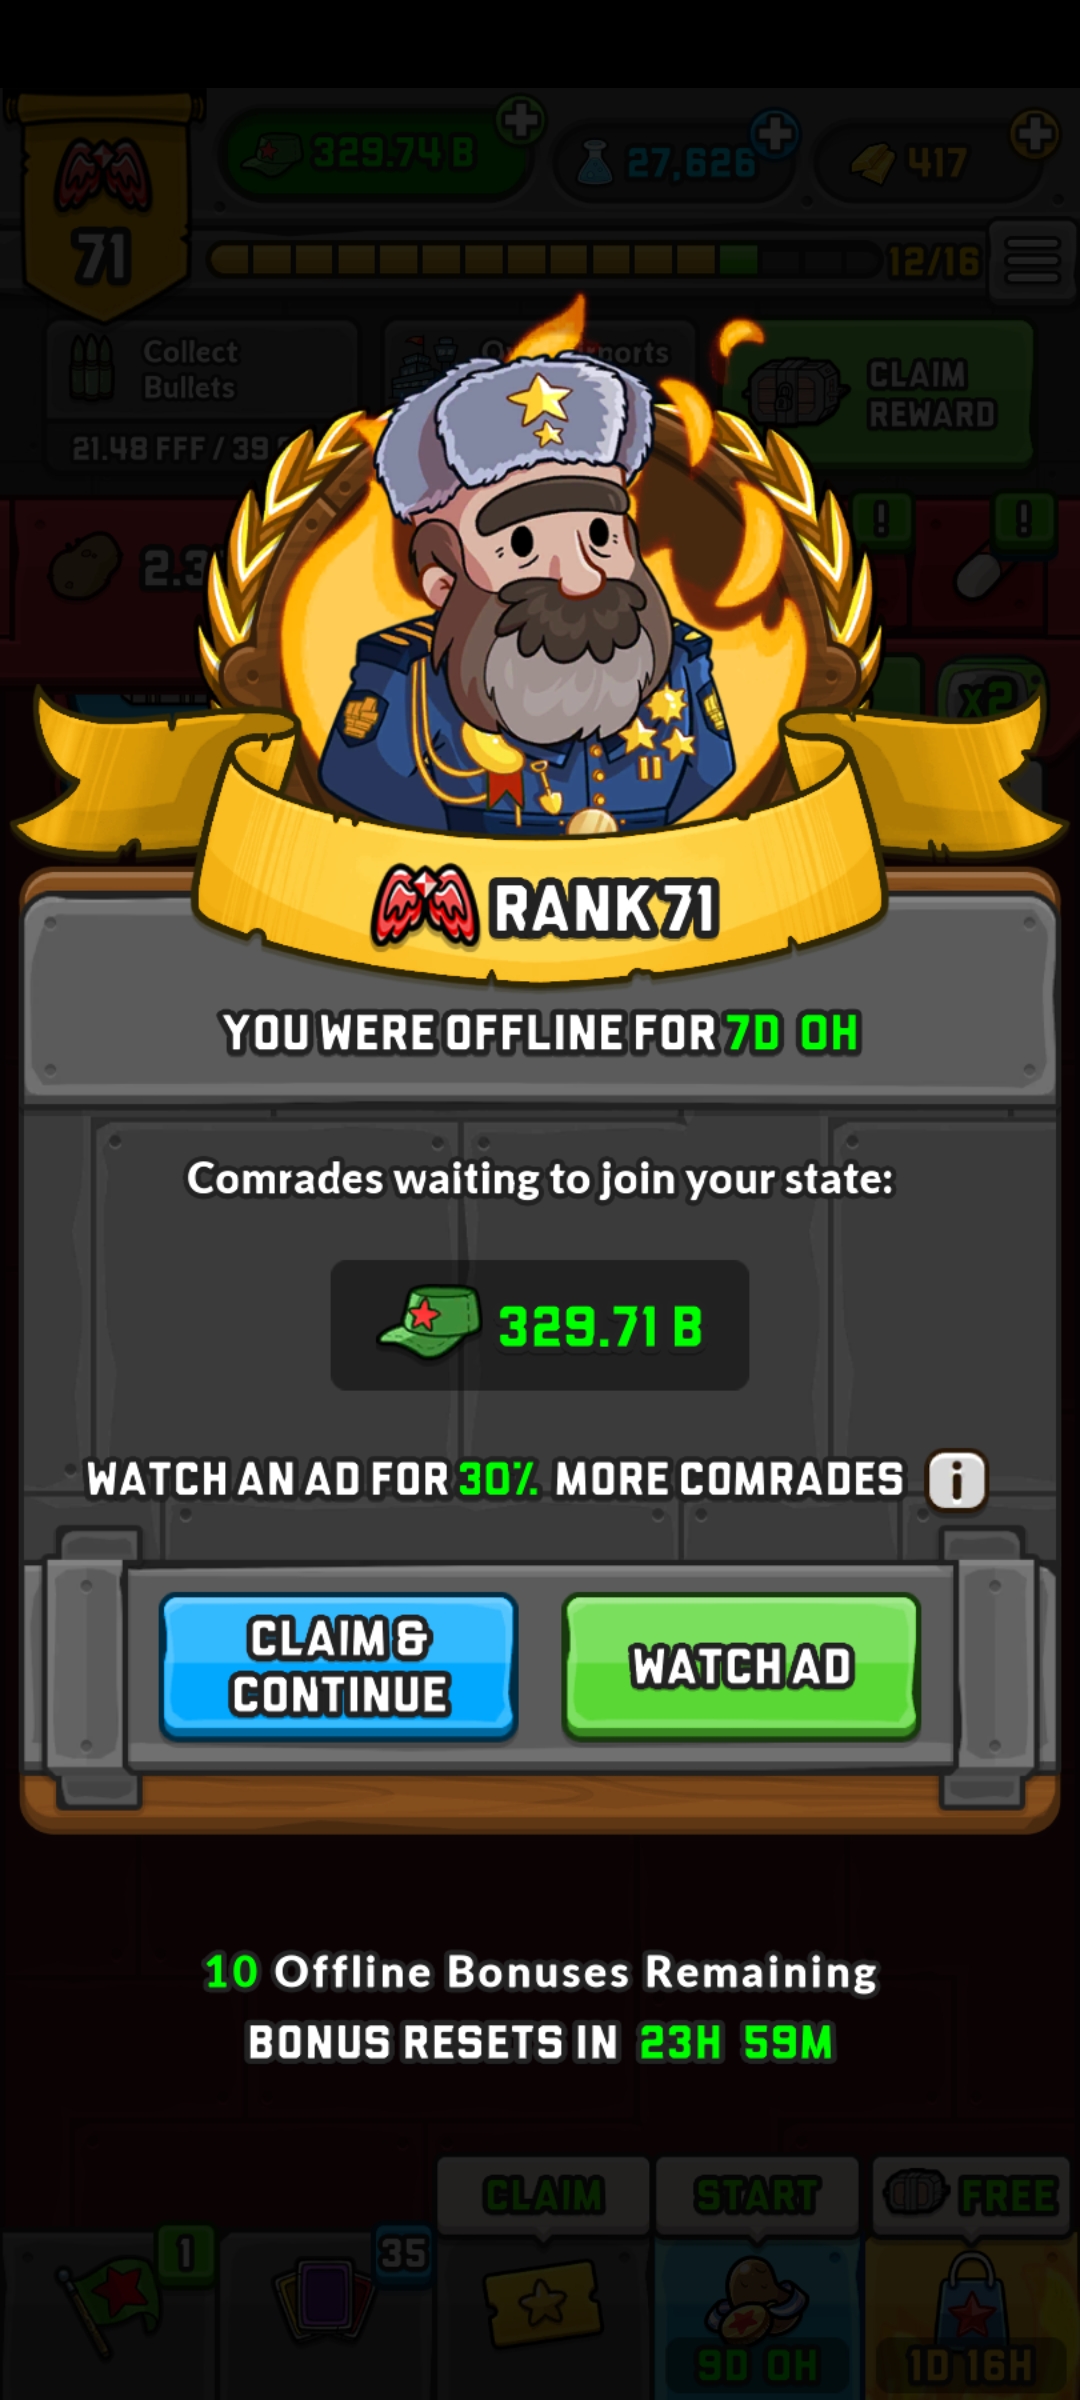 329.74 B
27,626
417
71
12/16
Collect
Bullets
CLAIM
REWARD
21.48 FFF / 39
!
!
2.3
x2
RANK 71
YOU WERE OFFLINE FOR 7D 0H
Comrades waiting to join your state:
329.71 B
WATCH AN AD FOR 30% MORE COMRADES
i
CLAIM &
CONTINUE
WATCH AD
10 Offline Bonuses Remaining
BONUS RESETS IN 23H 59M
CLAIM
START
FREE
1
35
9D 0H
1D 16H